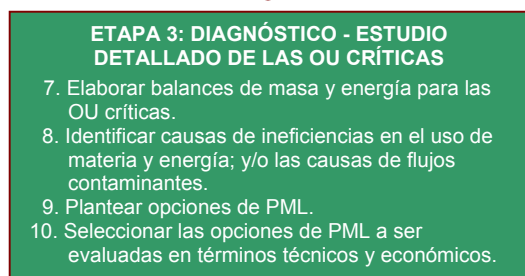 ETAPA 3: DIAGNÓSTICO - ESTUDIO
DETALLADO DE LAS OU CRÍTICAS
7. Elaborar balances de masa y energía para las
OU críticas.
8. Identificar causas de ineficiencias en el uso de
materia y energía; y/o las causas de flujos
contaminantes.
9. Plantear opciones de PML.
10. Seleccionar las opciones de PML a ser
evaluadas en términos técnicos y económicos.